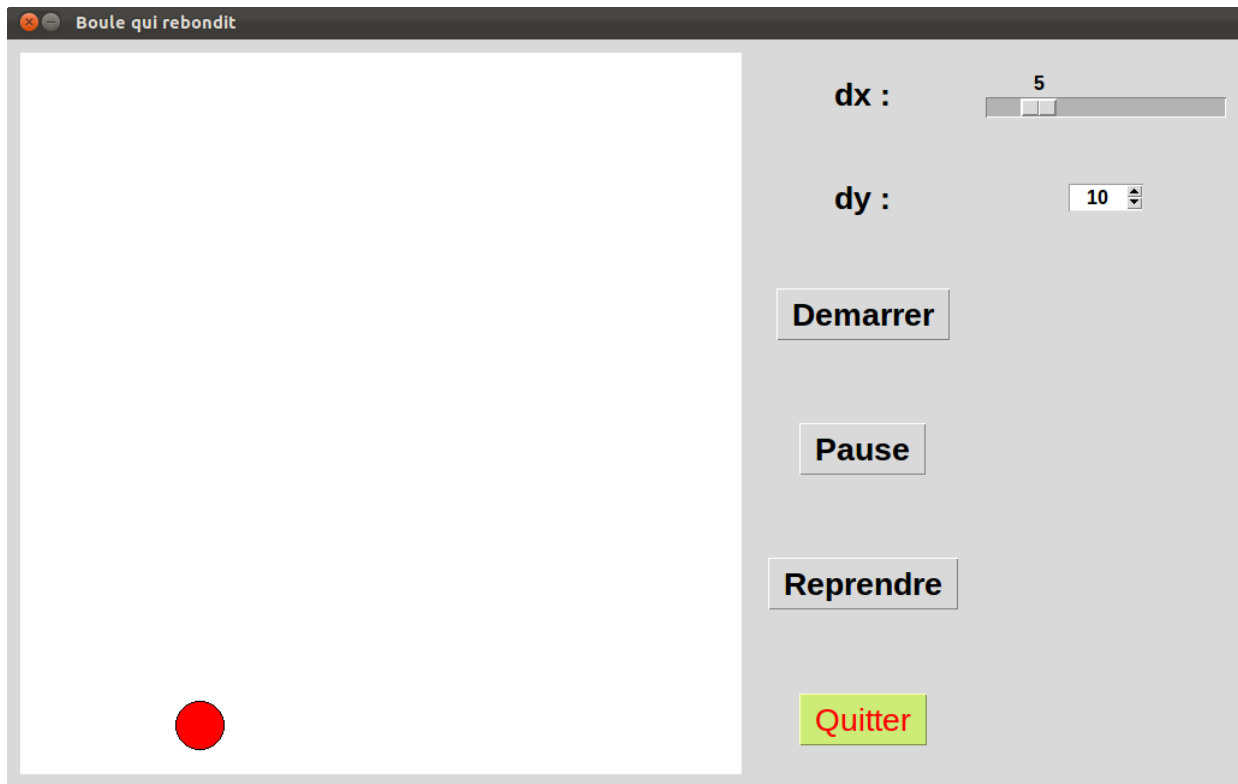 Boule qui rebondit
dx :
5
dy :
10
Demarrer
Pause
Reprendre
Quitter